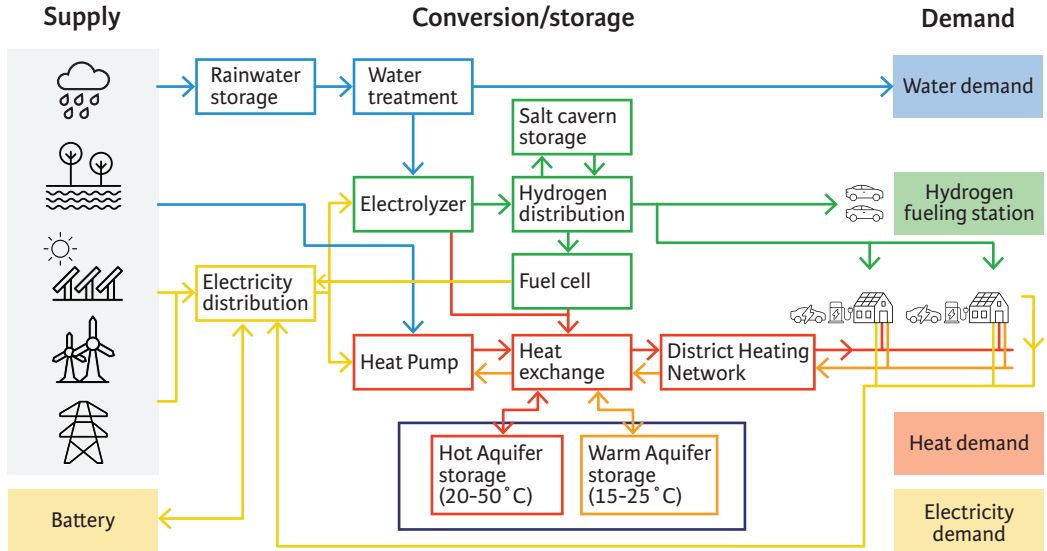 Supply
Conversion/storage
Demand
Rainwater
storage
Water
treatment
Water demand
Salt cavern
storage
Electrolyzer
Hydrogen
distribution
Hydrogen
fueling station
Electricity
distribution
Fuel cell
Heat Pump
Heat
exchange
District Heating
Network
Hot Aquifer
storage
(20-50˚C)
Warm Aquifer
storage
(15-25˚C)
Heat demand
Battery
Electricity
demand